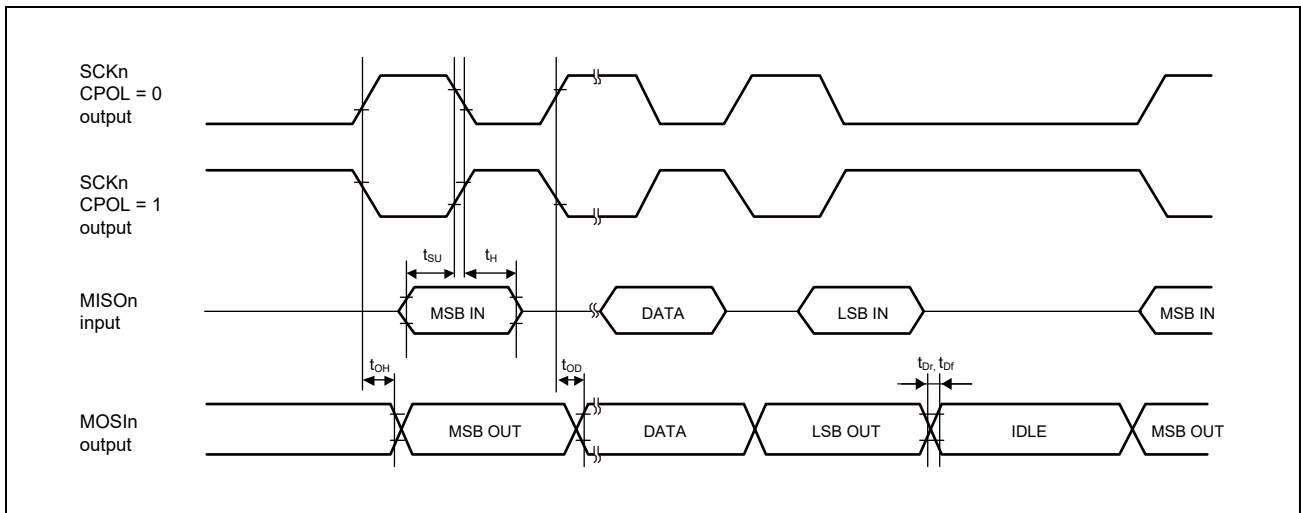 SCKn
CPOL = 0
output
SCKn
CPOL = 1
output
tSU
tH
MISOn
input
MSB IN
DATA
LSB IN
MSB IN
tOH
tOD
tDr, tDf
MOSIn
output
MSB OUT
DATA
LSB OUT
IDLE
MSB OUT